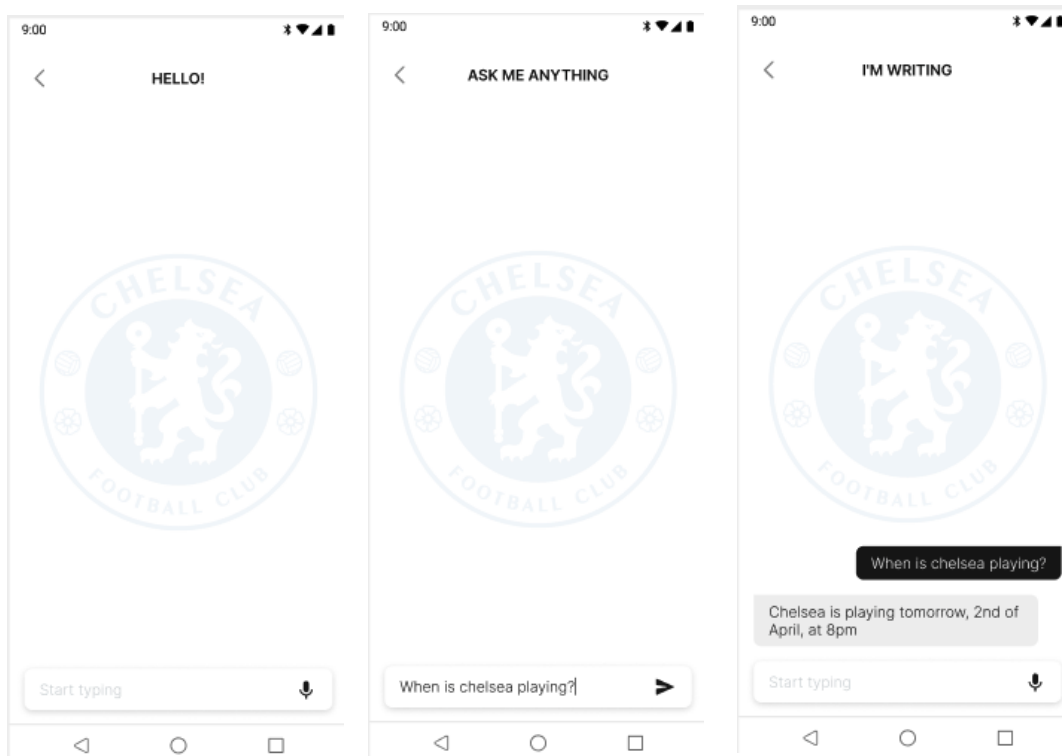 9:00
HELLO!
CHELSEA
FOOTBALL CLUB
Start typing
9:00
ASK ME ANYTHING
CHELSEA
FOOTBALL CLUB
When is chelsea playing?
9:00
I'M WRITING
CHELSEA
FOOTBALL CLUB
When is chelsea playing?
Chelsea is playing tomorrow, 2nd of
April, at 8pm
Start typing